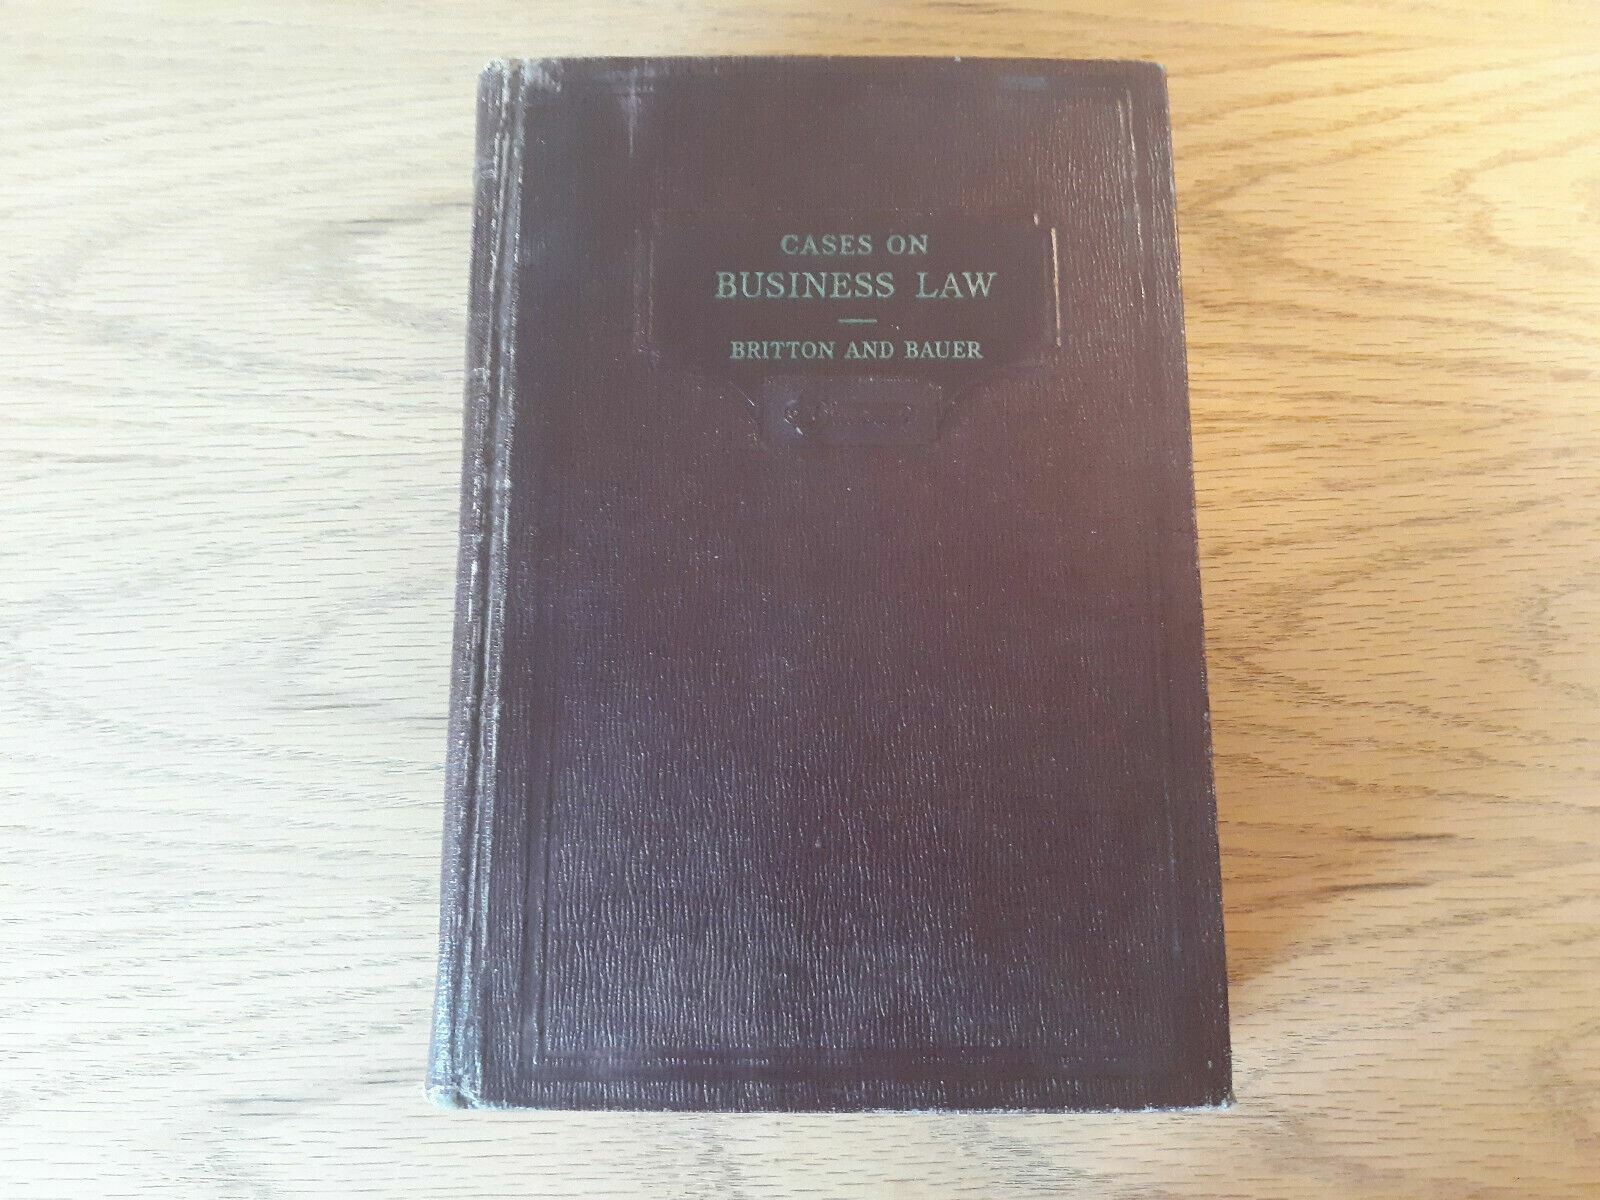 CASES ON
BUSINESS LAW
BRITTON AND BAUER